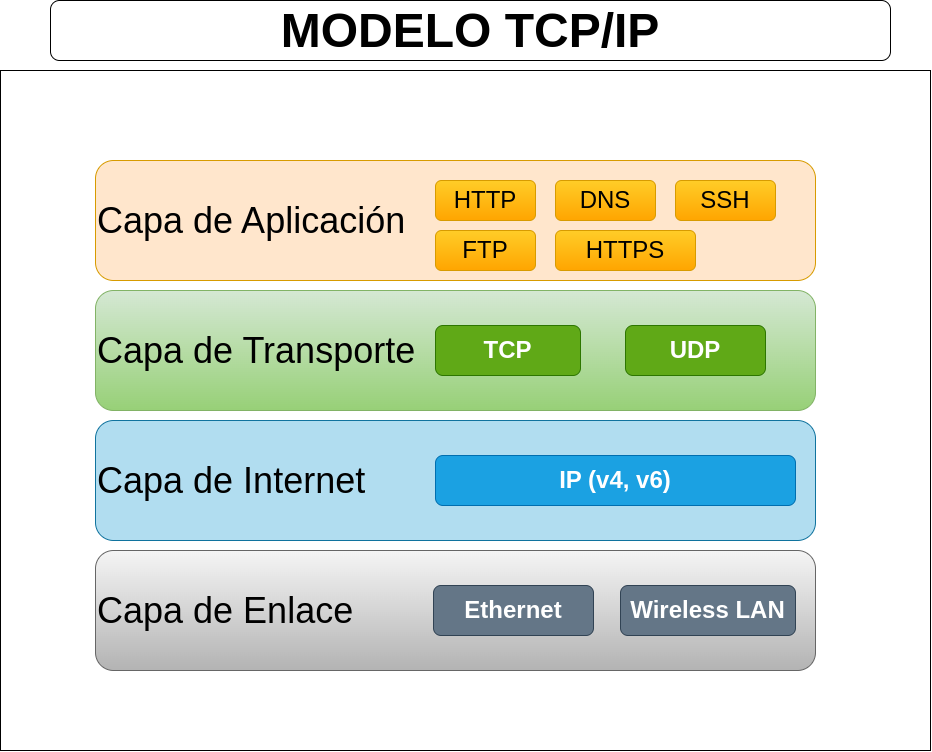 MODELO TCP/IP
Capa de Aplicación
HTTP
DNS
SSH
FTP
HTTPS
Capa de Transporte
TCP
UDP
Capa de Internet
IP (v4, v6)
Capa de Enlace
Ethernet
Wireless LAN